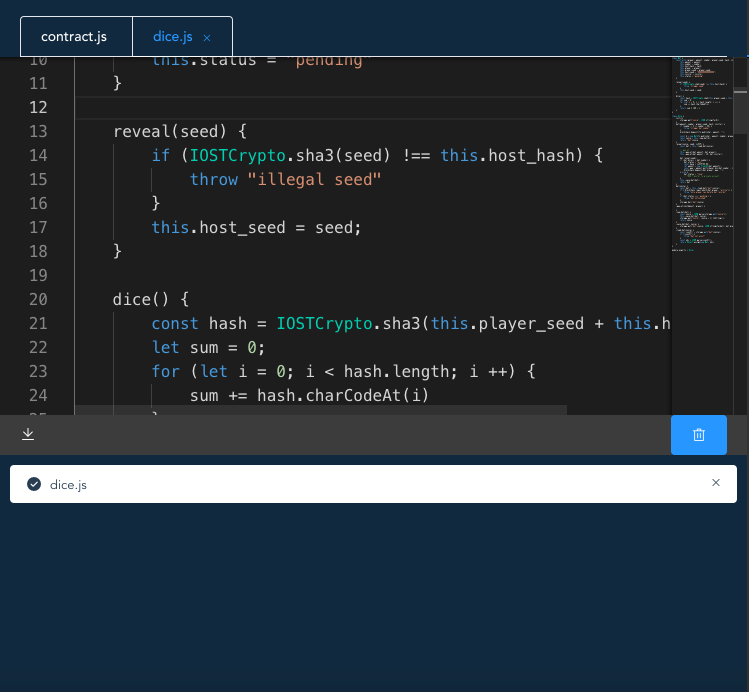 contract.js
dice.js ×
10 this.status = "pending"
11 }
12
13 reveal(seed) {
14 if (IOSTCrypto.sha3(seed) !== this.host_hash) {
15 throw "illegal seed"
16 }
17 this.host_seed = seed;
18 }
19
20 dice() {
21 const hash = IOSTCrypto.sha3(this.player_seed + this.h
22 let sum = 0;
23 for (let i = 0; i < hash.length; i ++) {
24 sum += hash.charCodeAt(i)
25 }
dice.js ×